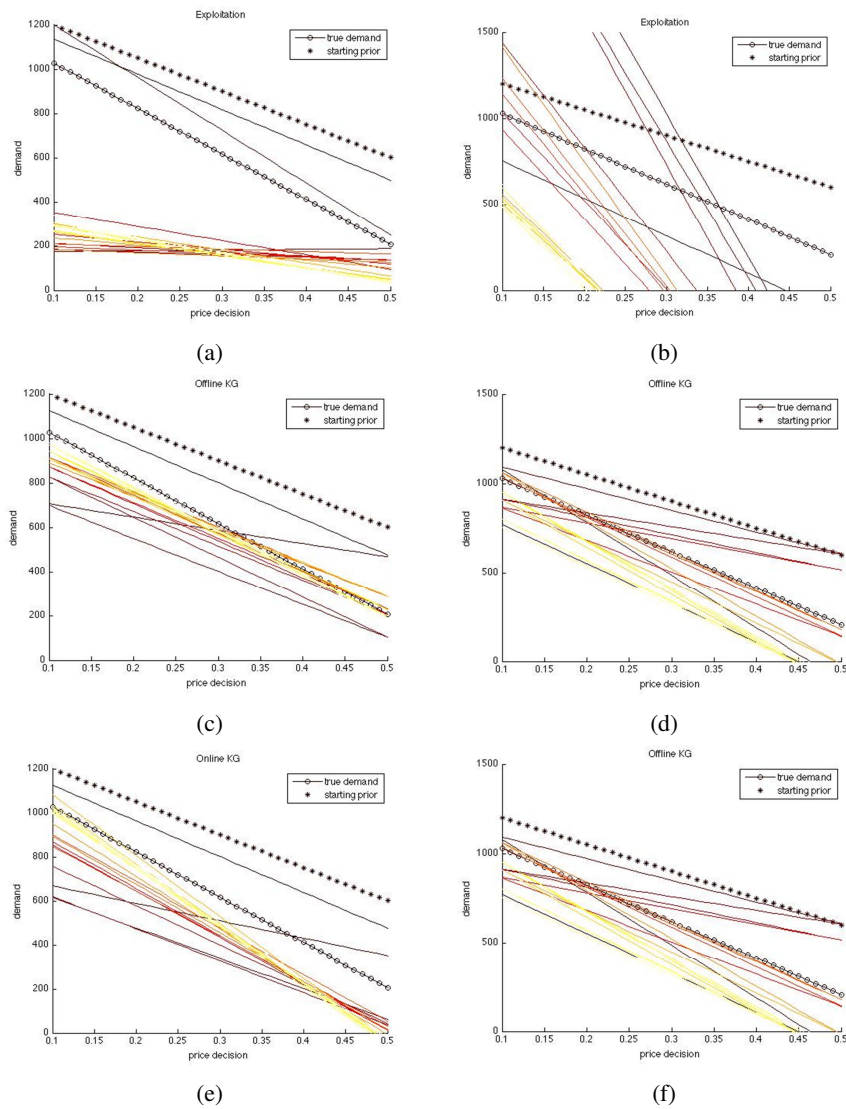 Exploitation
1200
1000
800
600
400
200
0
demand
true demand
starting prior
0.1 0.15 0.2 0.25 0.3 0.35 0.4 0.45 0.5
price decision
(a)
Exploitation
1500
1000
500
0
demand
true demand
starting prior
0.1 0.15 0.2 0.25 0.3 0.35 0.4 0.45 0.5
price decision
(b)
Offline KG
1200
1000
800
600
400
200
0
demand
true demand
starting prior
0.1 0.15 0.2 0.25 0.3 0.35 0.4 0.45 0.5
price decision
(c)
Offline KG
1500
1000
500
0
demand
true demand
starting prior
0.1 0.15 0.2 0.25 0.3 0.35 0.4 0.45 0.5
price decision
(d)
Online KG
1200
1000
800
600
400
200
0
demand
true demand
starting prior
0.1 0.15 0.2 0.25 0.3 0.35 0.4 0.45 0.5
price decision
(e)
Offline KG
1500
1000
500
0
demand
true demand
starting prior
0.1 0.15 0.2 0.25 0.3 0.35 0.4 0.45 0.5
price decision
(f)